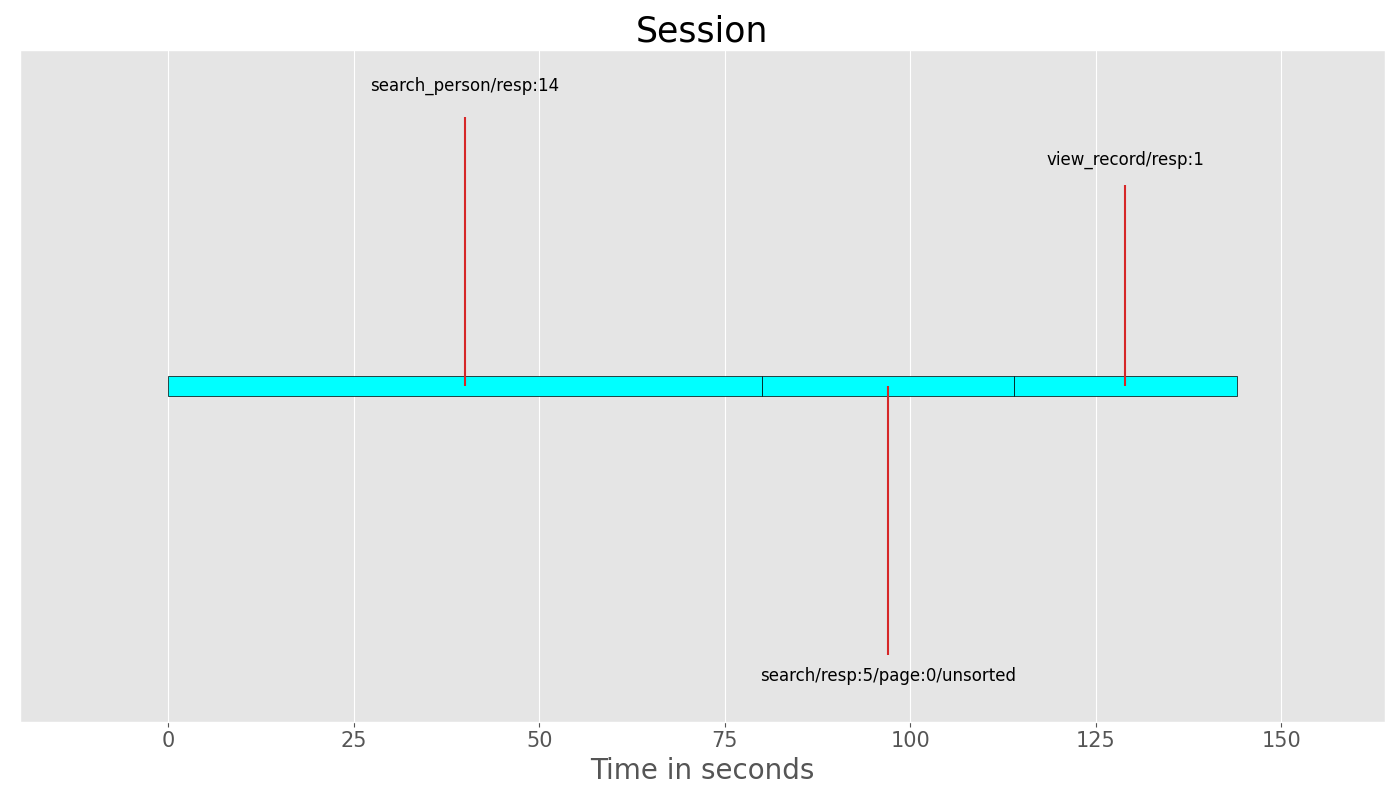 Session
search_person/resp:14
view_record/resp:1
search/resp:5/page:0/unsorted
0 25 50 75 100 125 150
Time in seconds